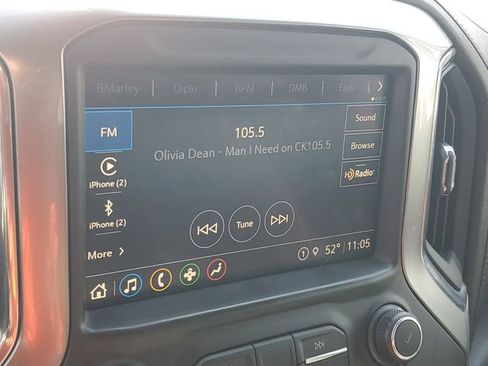 BMarley Diplo BPM DMB Elvis
FM
105.5
Olivia Dean - Man I Need on CK105.5
Sound
Browse
HD Radio
iPhone (2)
iPhone (2)
Tune
More
1 52° 11:05